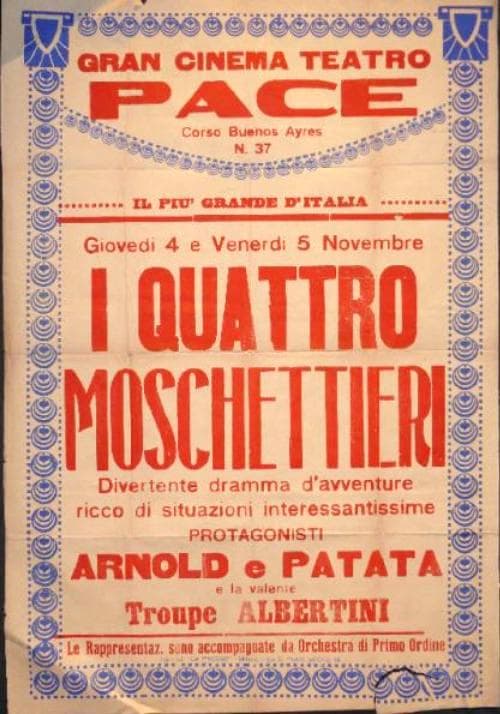 GRAN CINEMA TEATRO
PACE
Corso Buenos Ayres
N. 37
IL PIU' GRANDE D'ITALIA
Giovedì 4 e Venerdì 5 Novembre
I QUATTRO
MOSCHETTIERI
Divertente dramma d'avventure
ricco di situazioni interessantissime
PROTAGONISTI
ARNOLD e PATATA
e la valente
Troupe ALBERTINI
Le Rappresentaz. sono accompagnate da Orchestra di Primo Ordine